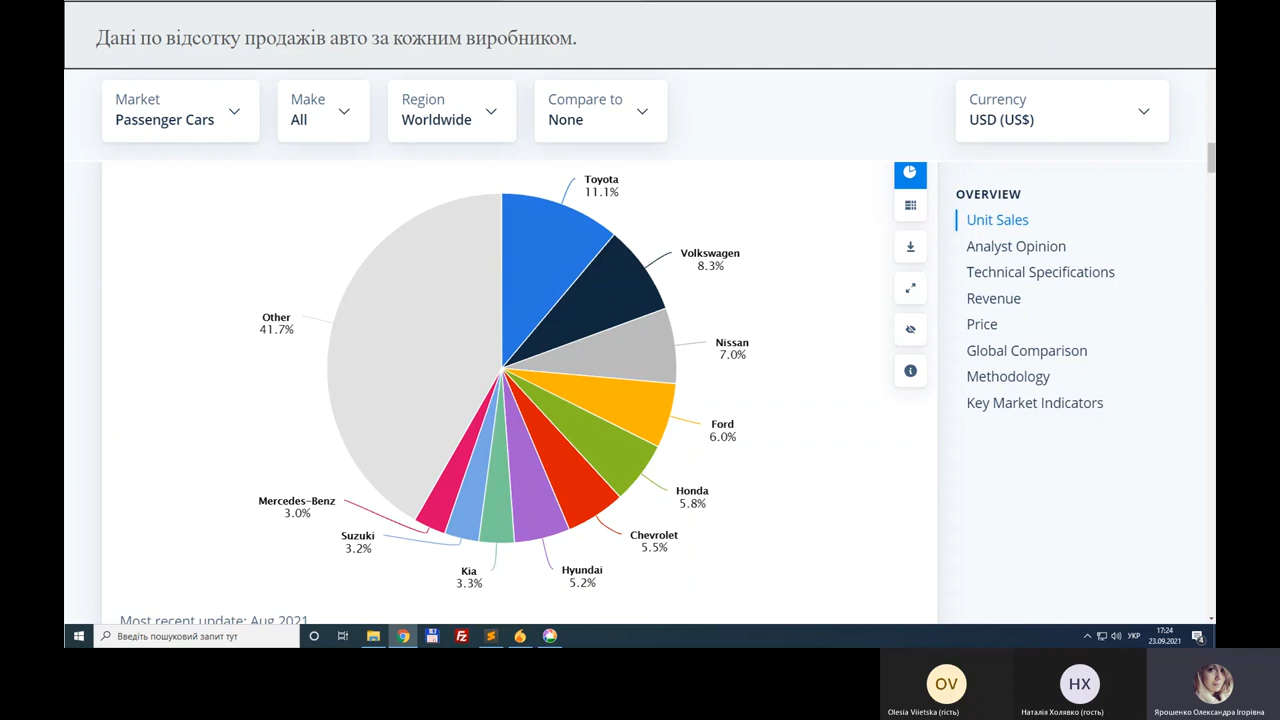 Дані по відсотку продажів авто за кожним виробником.
Market
Passenger Cars
Make
All
Region
Worldwide
Compare to
None
Currency
USD (US$)
Toyota
11.1%
Volkswagen
8.3%
Nissan
7.0%
Ford
6.0%
Honda
5.8%
Chevrolet
5.5%
Hyundai
5.2%
Kia
3.3%
Suzuki
3.2%
Mercedes-Benz
3.0%
Other
41.7%
OVERVIEW
Unit Sales
Analyst Opinion
Technical Specifications
Revenue
Price
Global Comparison
Methodology
Key Market Indicators
Most recent update: Aug 2021
Введіть пошуковий запит тут
УКР
17:24
23.09.2021
4
OV
Olesia Viietska (гість)
НХ
Наталія Холявко (гость)
Ярошенко Олександра Ігорівна